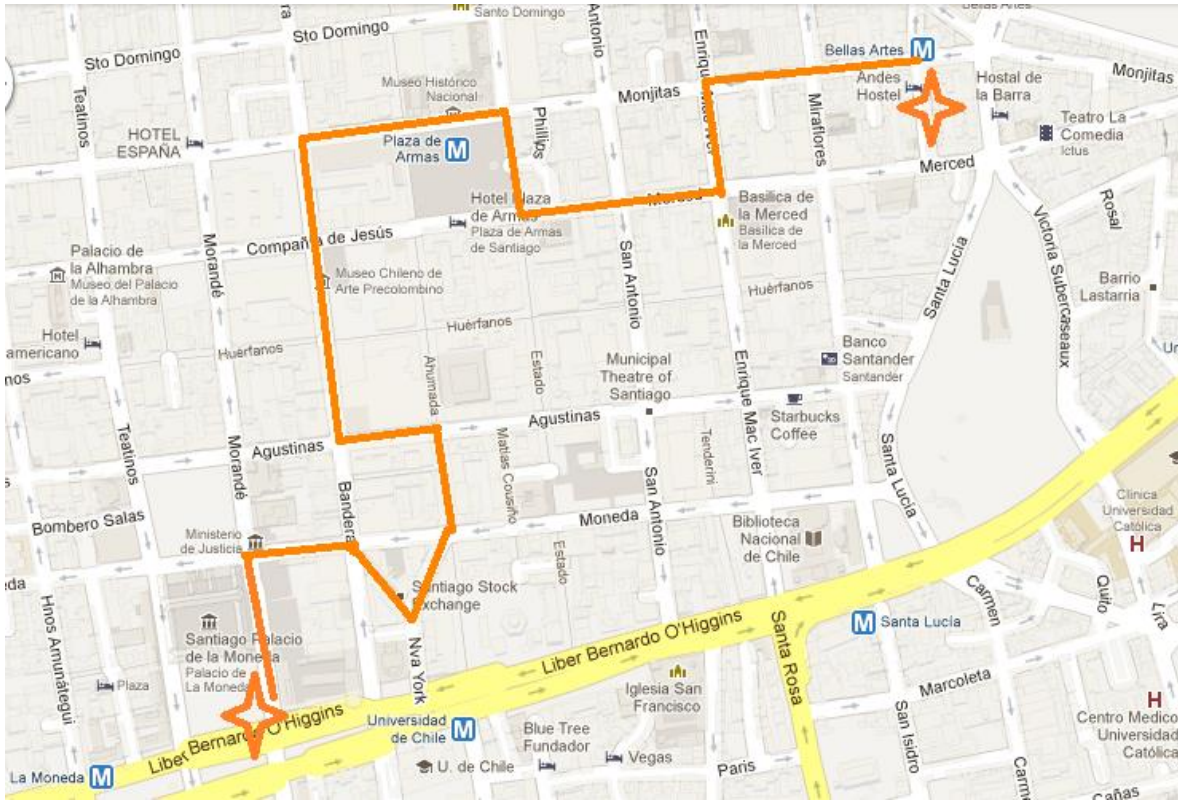 Santo Domingo
Sto Domingo
Sto Domingo
Antonio
Bellas Artes
Bellas Artes
M
Monjitas
Teatinos
Museo Histórico
Nacional
Monjitas
Andes
Hostel
Hostal de
la Barra
Miraflores
Teatro La
Comedia
Ictus
HOTEL
ESPAÑA
Plaza de
Armas
M
Phillips
Merced
Merced
Hotel Plaza
de Armas
Plaza de Armas
de Santiago
Basílica de
la Merced
Basílica de
la Merced
Rosal
Compañía de Jesús
Morandé
Palacio de
la Alhambra
Museo del Palacio
de la Alhambra
Museo Chileno de
Arte Precolombino
San Antonio
Santa Lucía
Victoria Subercaseaux
Barrio
Lastarria
Huérfanos
Huérfanos
Huérfanos
Hotel
americano
nos
Ahumada
Estado
Municipal
Theatre of
Santiago
Enrique Mac Iver
Banco
Santander
Santander
Starbucks
Coffee
Agustinas
Agustinas
Teatinos
Morandé
Matías Cousiño
Tenderini
Santa Lucía
Bandera
San Antonio
Bombero Salas
Ministerio
de Justicia
Moneda
Estado
Biblioteca
Nacional
de Chile
Clinica
Universidad
Católica
H
eda
Hnos Amunátegui
Santiago Stock
Exchange
Carmen
Quito
Lira
Santiago Palacio
de la Moneda
Palacio de
La Moneda
Plaza
Nva York
Liber Bernardo O'Higgins
Santa Rosa
M
Santa Lucía
Marcoleta
H
Iglesia San
Francisco
Liber Bernardo O'Higgins
Universidad
de Chile
M
Blue Tree
Fundador
Vegas
San Isidro
Centro Medico
Universidad
Católica
La Moneda
M
U. de Chile
Paris
Cañas